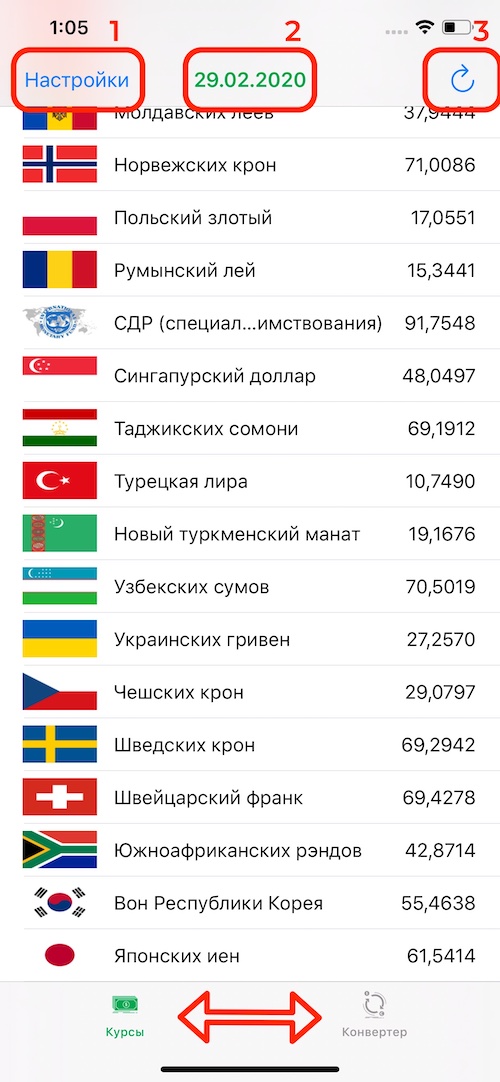 1:05 1 2 3
Настройки 29.02.2020
Молдавских леев 37,9444
Норвежских крон 71,0086
Польский злотый 17,0551
Румынский лей 15,3441
СДР (специал...имствования) 91,7548
Сингапурский доллар 48,0497
Таджикских сомони 69,1912
Турецкая лира 10,7490
Новый туркменский манат 19,1676
Узбекских сумов 70,5019
Украинских гривен 27,2570
Чешских крон 29,0797
Шведских крон 69,2942
Швейцарский франк 69,4278
Южноафриканских рэндов 42,8714
Вон Республики Корея 55,4638
Японских иен 61,5414
Курсы Конвертер